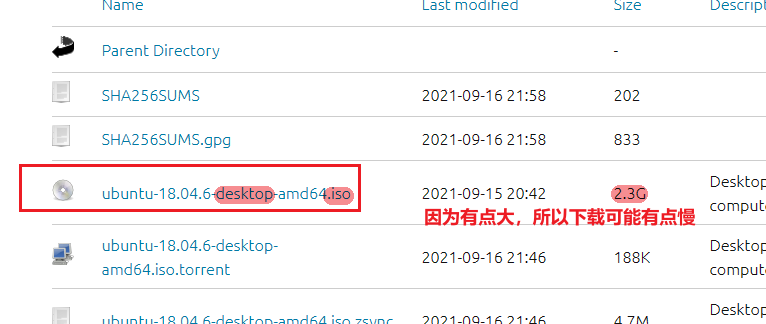 Name Last modified Size Descript
Parent Directory -
SHA256SUMS 2021-09-16 21:58 202
SHA256SUMS.gpg 2021-09-16 21:58 833
ubuntu-18.04.6-desktop-amd64.iso 2021-09-15 20:42 2.3G Desktop
compute
因为有点大，所以下载可能有点慢
ubuntu-18.04.6-desktop-
amd64.iso.torrent 2021-09-16 21:46 188K Desktop
compute
ubuntu-18.04.6-desktop-amd64.iso.zsync 2021-09-16 21:46 4.7M Desktop